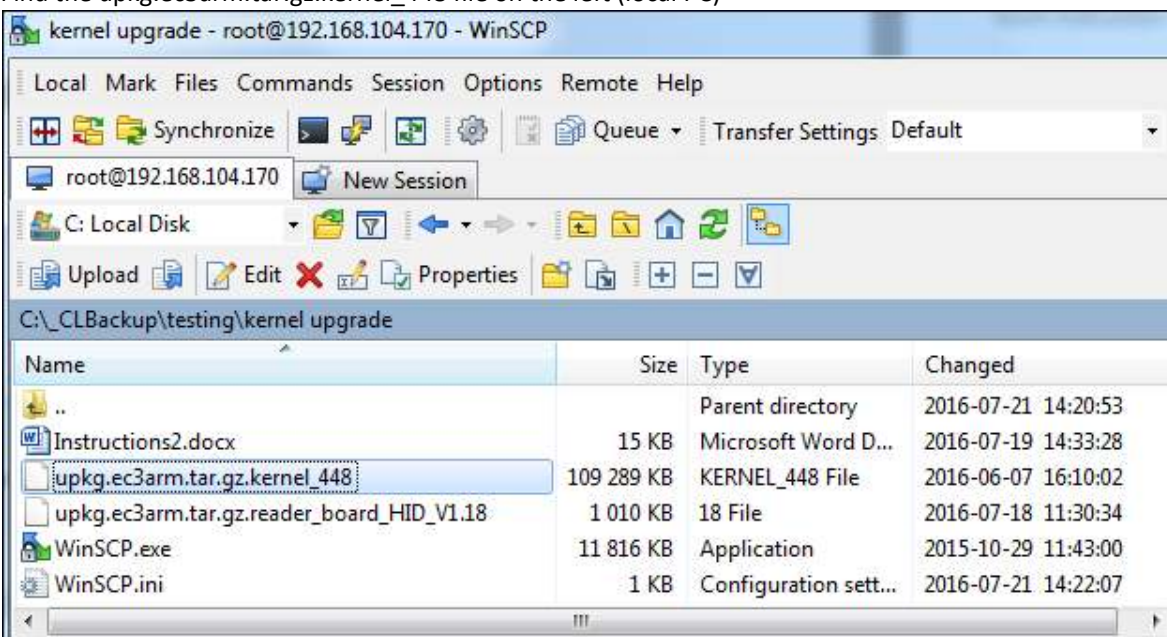 kernel upgrade - root@192.168.104.170 - WinSCP
Local Mark Files Commands Session Options Remote Help
Synchronize Queue Transfer Settings Default
root@192.168.104.170 New Session
C: Local Disk
Upload Edit Properties
C:\_CLBackup\testing\kernel upgrade
Name Size Type Changed
.. Parent directory 2016-07-21 14:20:53
Instructions2.docx 15 KB Microsoft Word D... 2016-07-19 14:33:28
upkg.ec3arm.tar.gz.kernel_448 109 289 KB KERNEL_448 File 2016-06-07 16:10:02
upkg.ec3arm.tar.gz.reader_board_HID_V1.18 1 010 KB 18 File 2016-07-18 11:30:34
WinSCP.exe 11 816 KB Application 2015-10-29 11:43:00
WinSCP.ini 1 KB Configuration sett... 2016-07-21 14:22:07